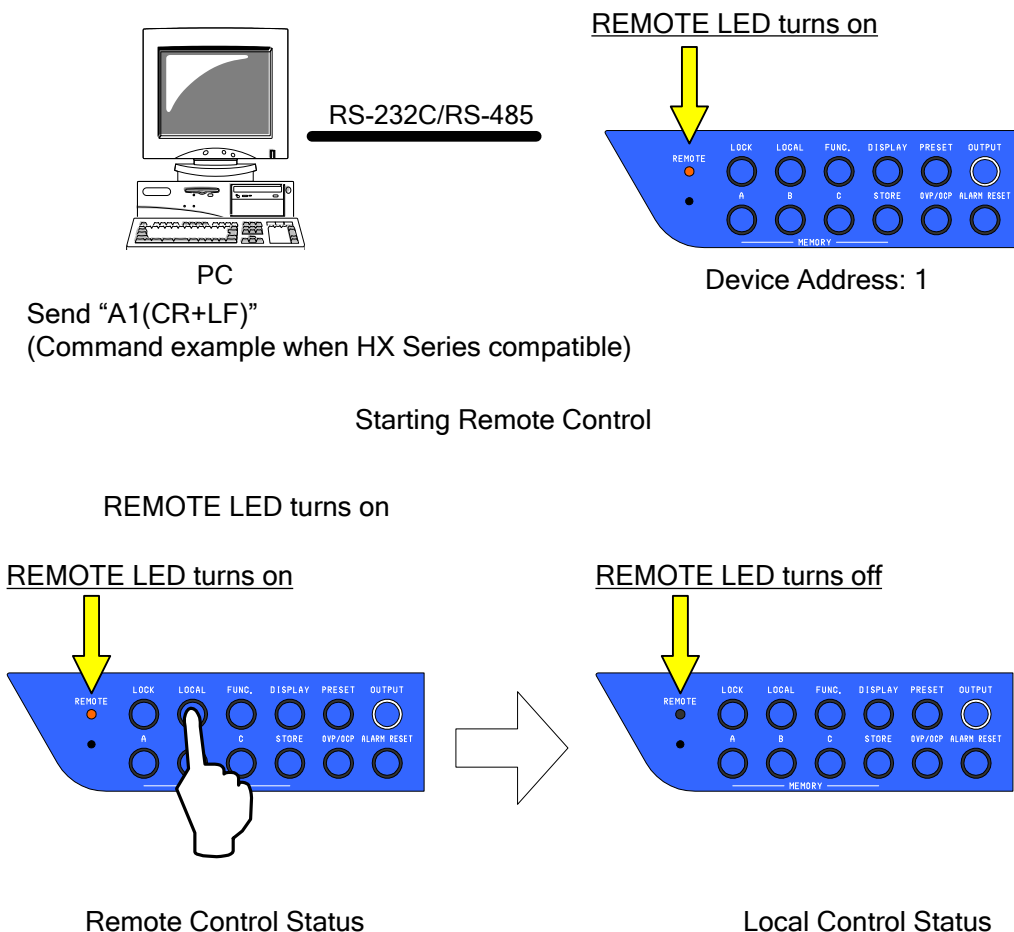 REMOTE LED turns on
RS-232C/RS-485
REMOTE
LOCK LOCAL FUNC. DISPLAY PRESET OUTPUT
A B C STORE OVP/OCP ALARM RESET
MEMORY
PC
Device Address: 1
Send “A1(CR+LF)”
(Command example when HX Series compatible)
Starting Remote Control
REMOTE LED turns on
REMOTE LED turns on
REMOTE
LOCK LOCAL FUNC. DISPLAY PRESET OUTPUT
A C STORE OVP/OCP ALARM RESET
REMOTE LED turns off
REMOTE
LOCK LOCAL FUNC. DISPLAY PRESET OUTPUT
A B C STORE OVP/OCP ALARM RESET
MEMORY
Remote Control Status
Local Control Status